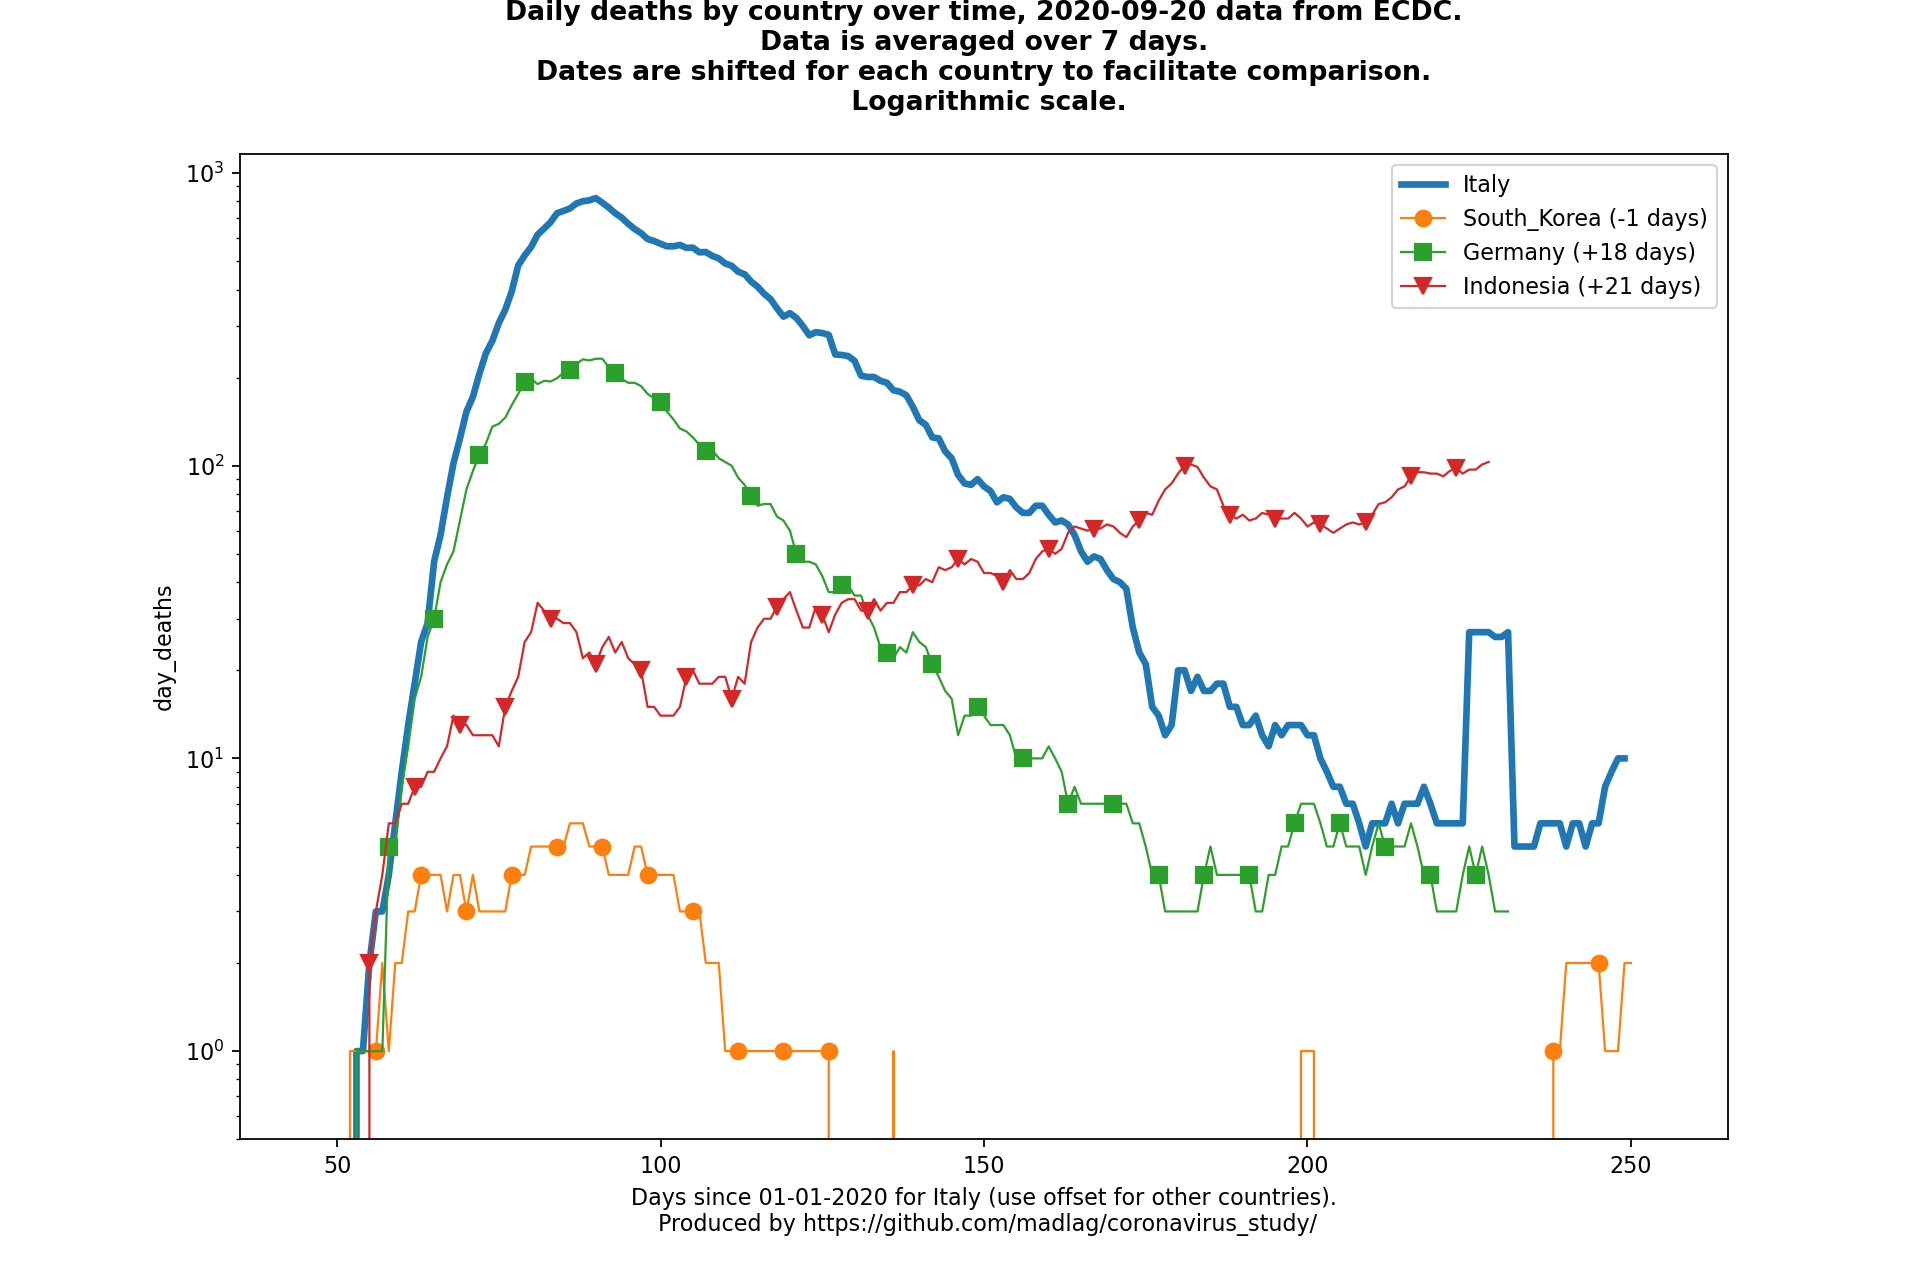 Daily deaths by country over time, 2020-09-20 data from ECDC.
Data is averaged over 7 days.
Dates are shifted for each country to facilitate comparison.
Logarithmic scale.
10³
10²
10¹
10⁰
day_deaths
Italy
South_Korea (-1 days)
Germany (+18 days)
Indonesia (+21 days)
50 100 150 200 250
Days since 01-01-2020 for Italy (use offset for other countries).
Produced by https://github.com/madlag/coronavirus_study/